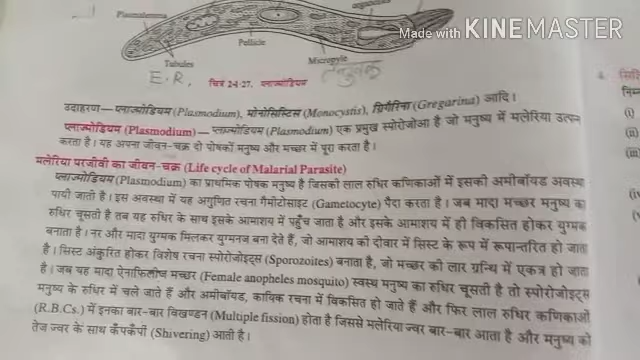 Made with KINEMASTER
Pellicle
Micropyle
Tubules
E.R.
चित्र 24.27. प्लाज्मोडियम
उदाहरण—प्लाज्मोडियम (Plasmodium), मोनोसिस्टिस (Monocystis), ग्रिगेरिना (Gregarina) आदि।
प्लाज्मोडियम (Plasmodium)—प्लाज्मोडियम (Plasmodium) एक प्रमुख स्पोरोजोआ है जो मनुष्य में मलेरिया उत्पन्न
करता है। यह अपना जीवन-चक्र दो पोषकों मनुष्य और मच्छर में पूरा करता है।
मलेरिया परजीवी का जीवन-चक्र (Life cycle of Malarial Parasite)
प्लाज्मोडियम (Plasmodium) का प्राथमिक पोषक मनुष्य है जिसकी लाल रुधिर कणिकाओं में इसकी अमीबॉयड अवस्था
पायी जाती है। इस अवस्था में यह अगुणित रचना गैमीटोसाइट (Gametocyte) पैदा करता है। जब मादा मच्छर मनुष्य का
रुधिर चूसती है तब यह रुधिर के साथ इसके आमाशय में पहुँच जाता है और इसके आमाशय में ही विकसित होकर युग्मक
बनाता है। नर और मादा युग्मक मिलकर युग्मनज बना देते हैं, जो आमाशय की दीवार में सिस्ट के रूप में रूपान्तरित हो जाता
है। सिस्ट अंकुरित होकर विशेष रचना स्पोरोजोइट्स (Sporozoites) बनाता है, जो मच्छर की लार ग्रन्थि में एकत्र हो जाता
है। जब यह मादा ऐनाफिलीज मच्छर (Female anopheles mosquito) स्वस्थ मनुष्य का रुधिर चूसती है तो स्पोरोजोइट्स
मनुष्य के रुधिर में चले जाते हैं और अमीबॉयड, कायिक रचना में विकसित हो जाते हैं और फिर लाल रुधिर कणिकाओं
(R.B.Cs.) में इनका बार-बार विखण्डन (Multiple fission) होता है जिससे मलेरिया ज्वर बार-बार आता है और मनुष्य को
तेज ज्वर के साथ कँपकँपी (Shivering) आती है।
(i)
(ii)
(iii)